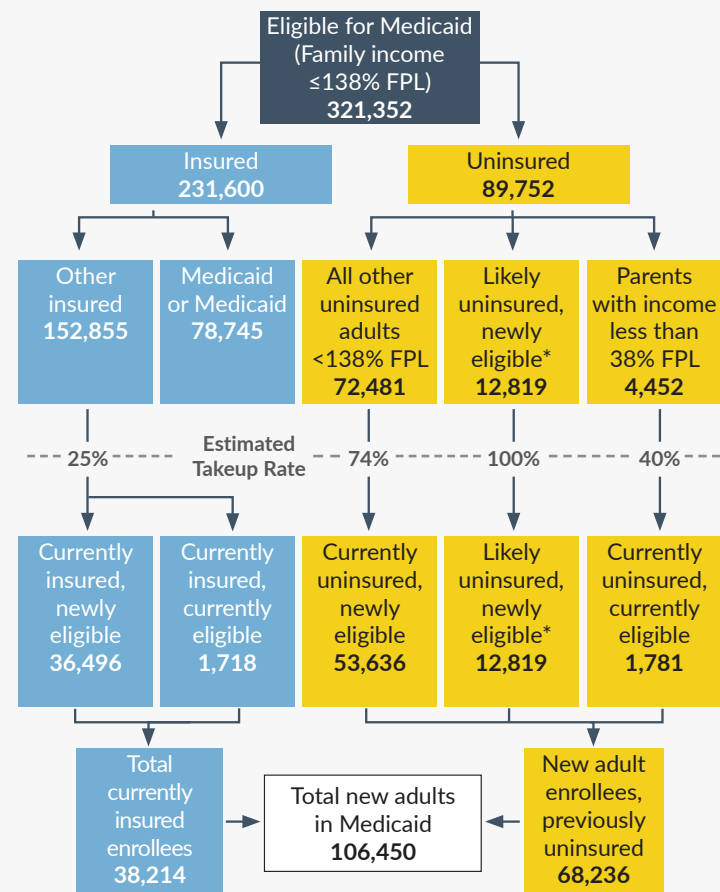 Eligible for Medicaid
(Family income
≤138% FPL)
321,352
Insured
231,600
Uninsured
89,752
Other
insured
152,855
Medicaid
or Medicaid
78,745
All other
uninsured
adults
<138% FPL
72,481
Likely
uninsured,
newly
eligible*
12,819
Parents
with income
less than
38% FPL
4,452
25%
Estimated
Takeup Rate
74%
100%
40%
Currently
insured,
newly
eligible
36,496
Currently
insured,
currently
eligible
1,718
Currently
uninsured,
newly
eligible
53,636
Likely
uninsured,
newly
eligible*
12,819
Currently
uninsured,
currently
eligible
1,781
Total
currently
insured
enrollees
38,214
Total new adults
in Medicaid
106,450
New adult
enrollees,
previously
uninsured
68,236